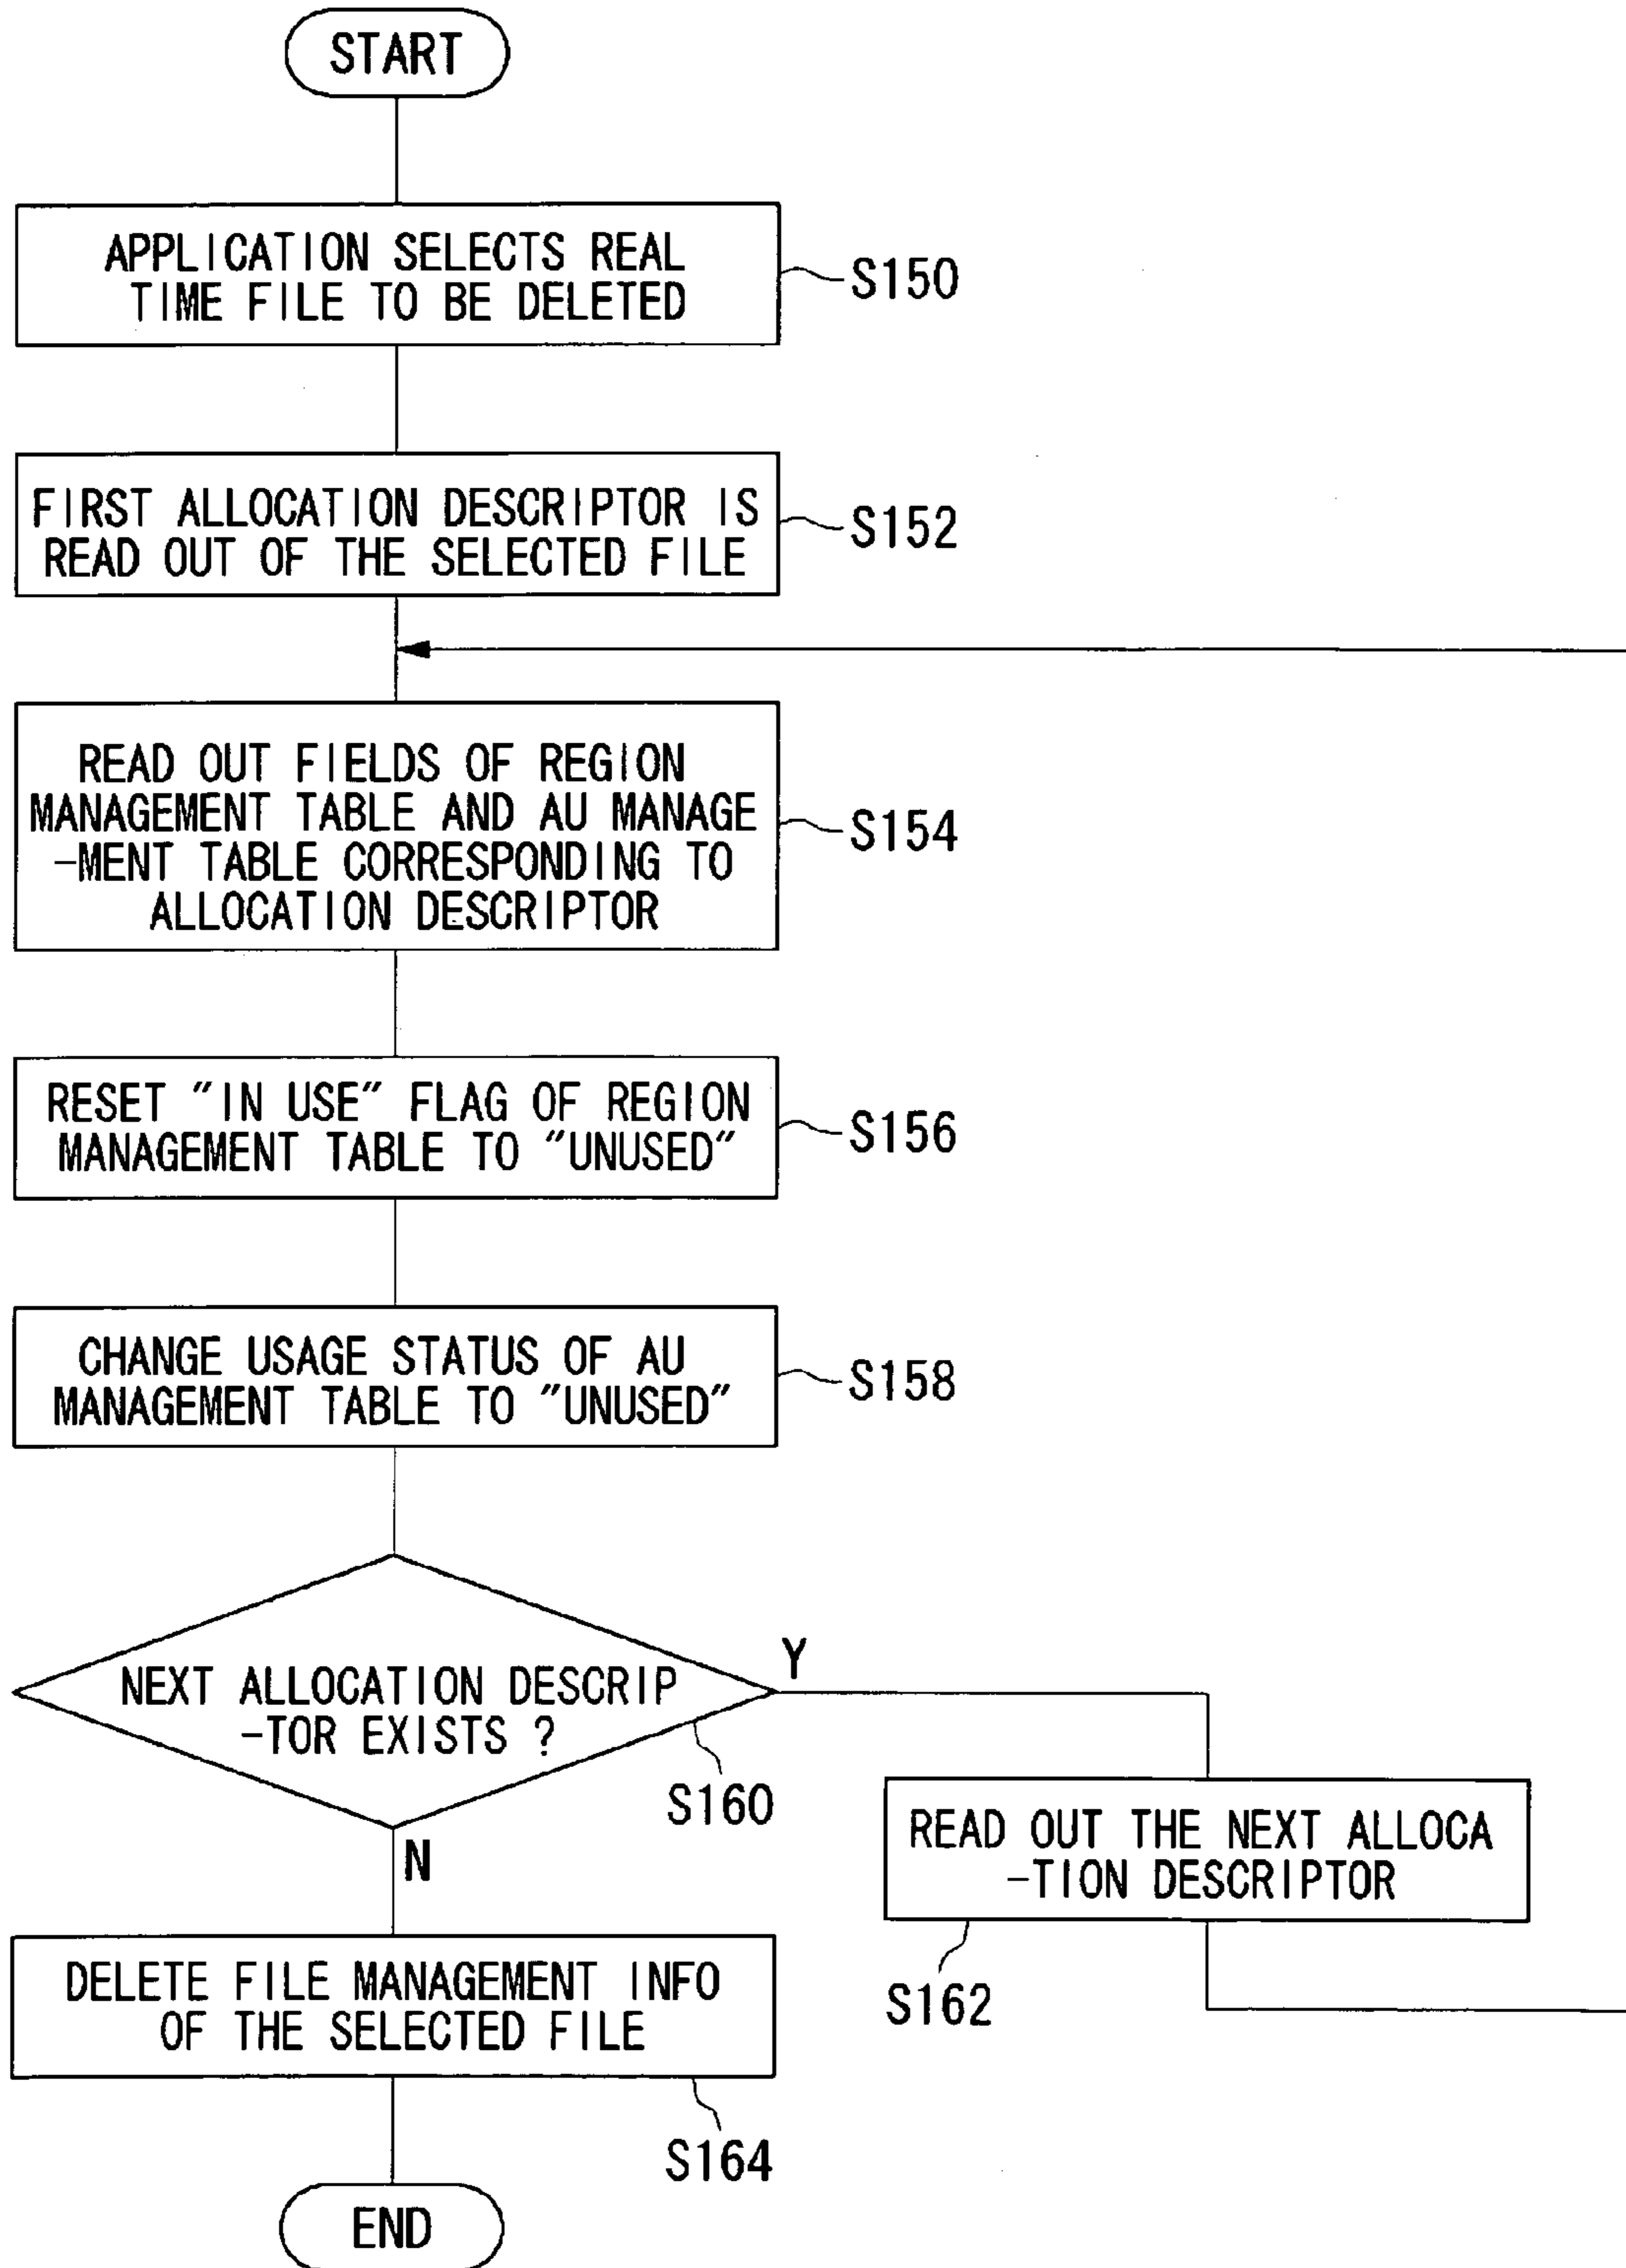 START
APPLICATION SELECTS REAL
TIME FILE TO BE DELETED
S150
FIRST ALLOCATION DESCRIPTOR IS
READ OUT OF THE SELECTED FILE
S152
READ OUT FIELDS OF REGION
MANAGEMENT TABLE AND AU MANAGE
-MENT TABLE CORRESPONDING TO
ALLOCATION DESCRIPTOR
S154
RESET "IN USE" FLAG OF REGION
MANAGEMENT TABLE TO "UNUSED"
S156
CHANGE USAGE STATUS OF AU
MANAGEMENT TABLE TO "UNUSED"
S158
NEXT ALLOCATION DESCRIP
-TOR EXISTS ?
S160
Y
N
READ OUT THE NEXT ALLOCA
-TION DESCRIPTOR
S162
DELETE FILE MANAGEMENT INFO
OF THE SELECTED FILE
S164
END